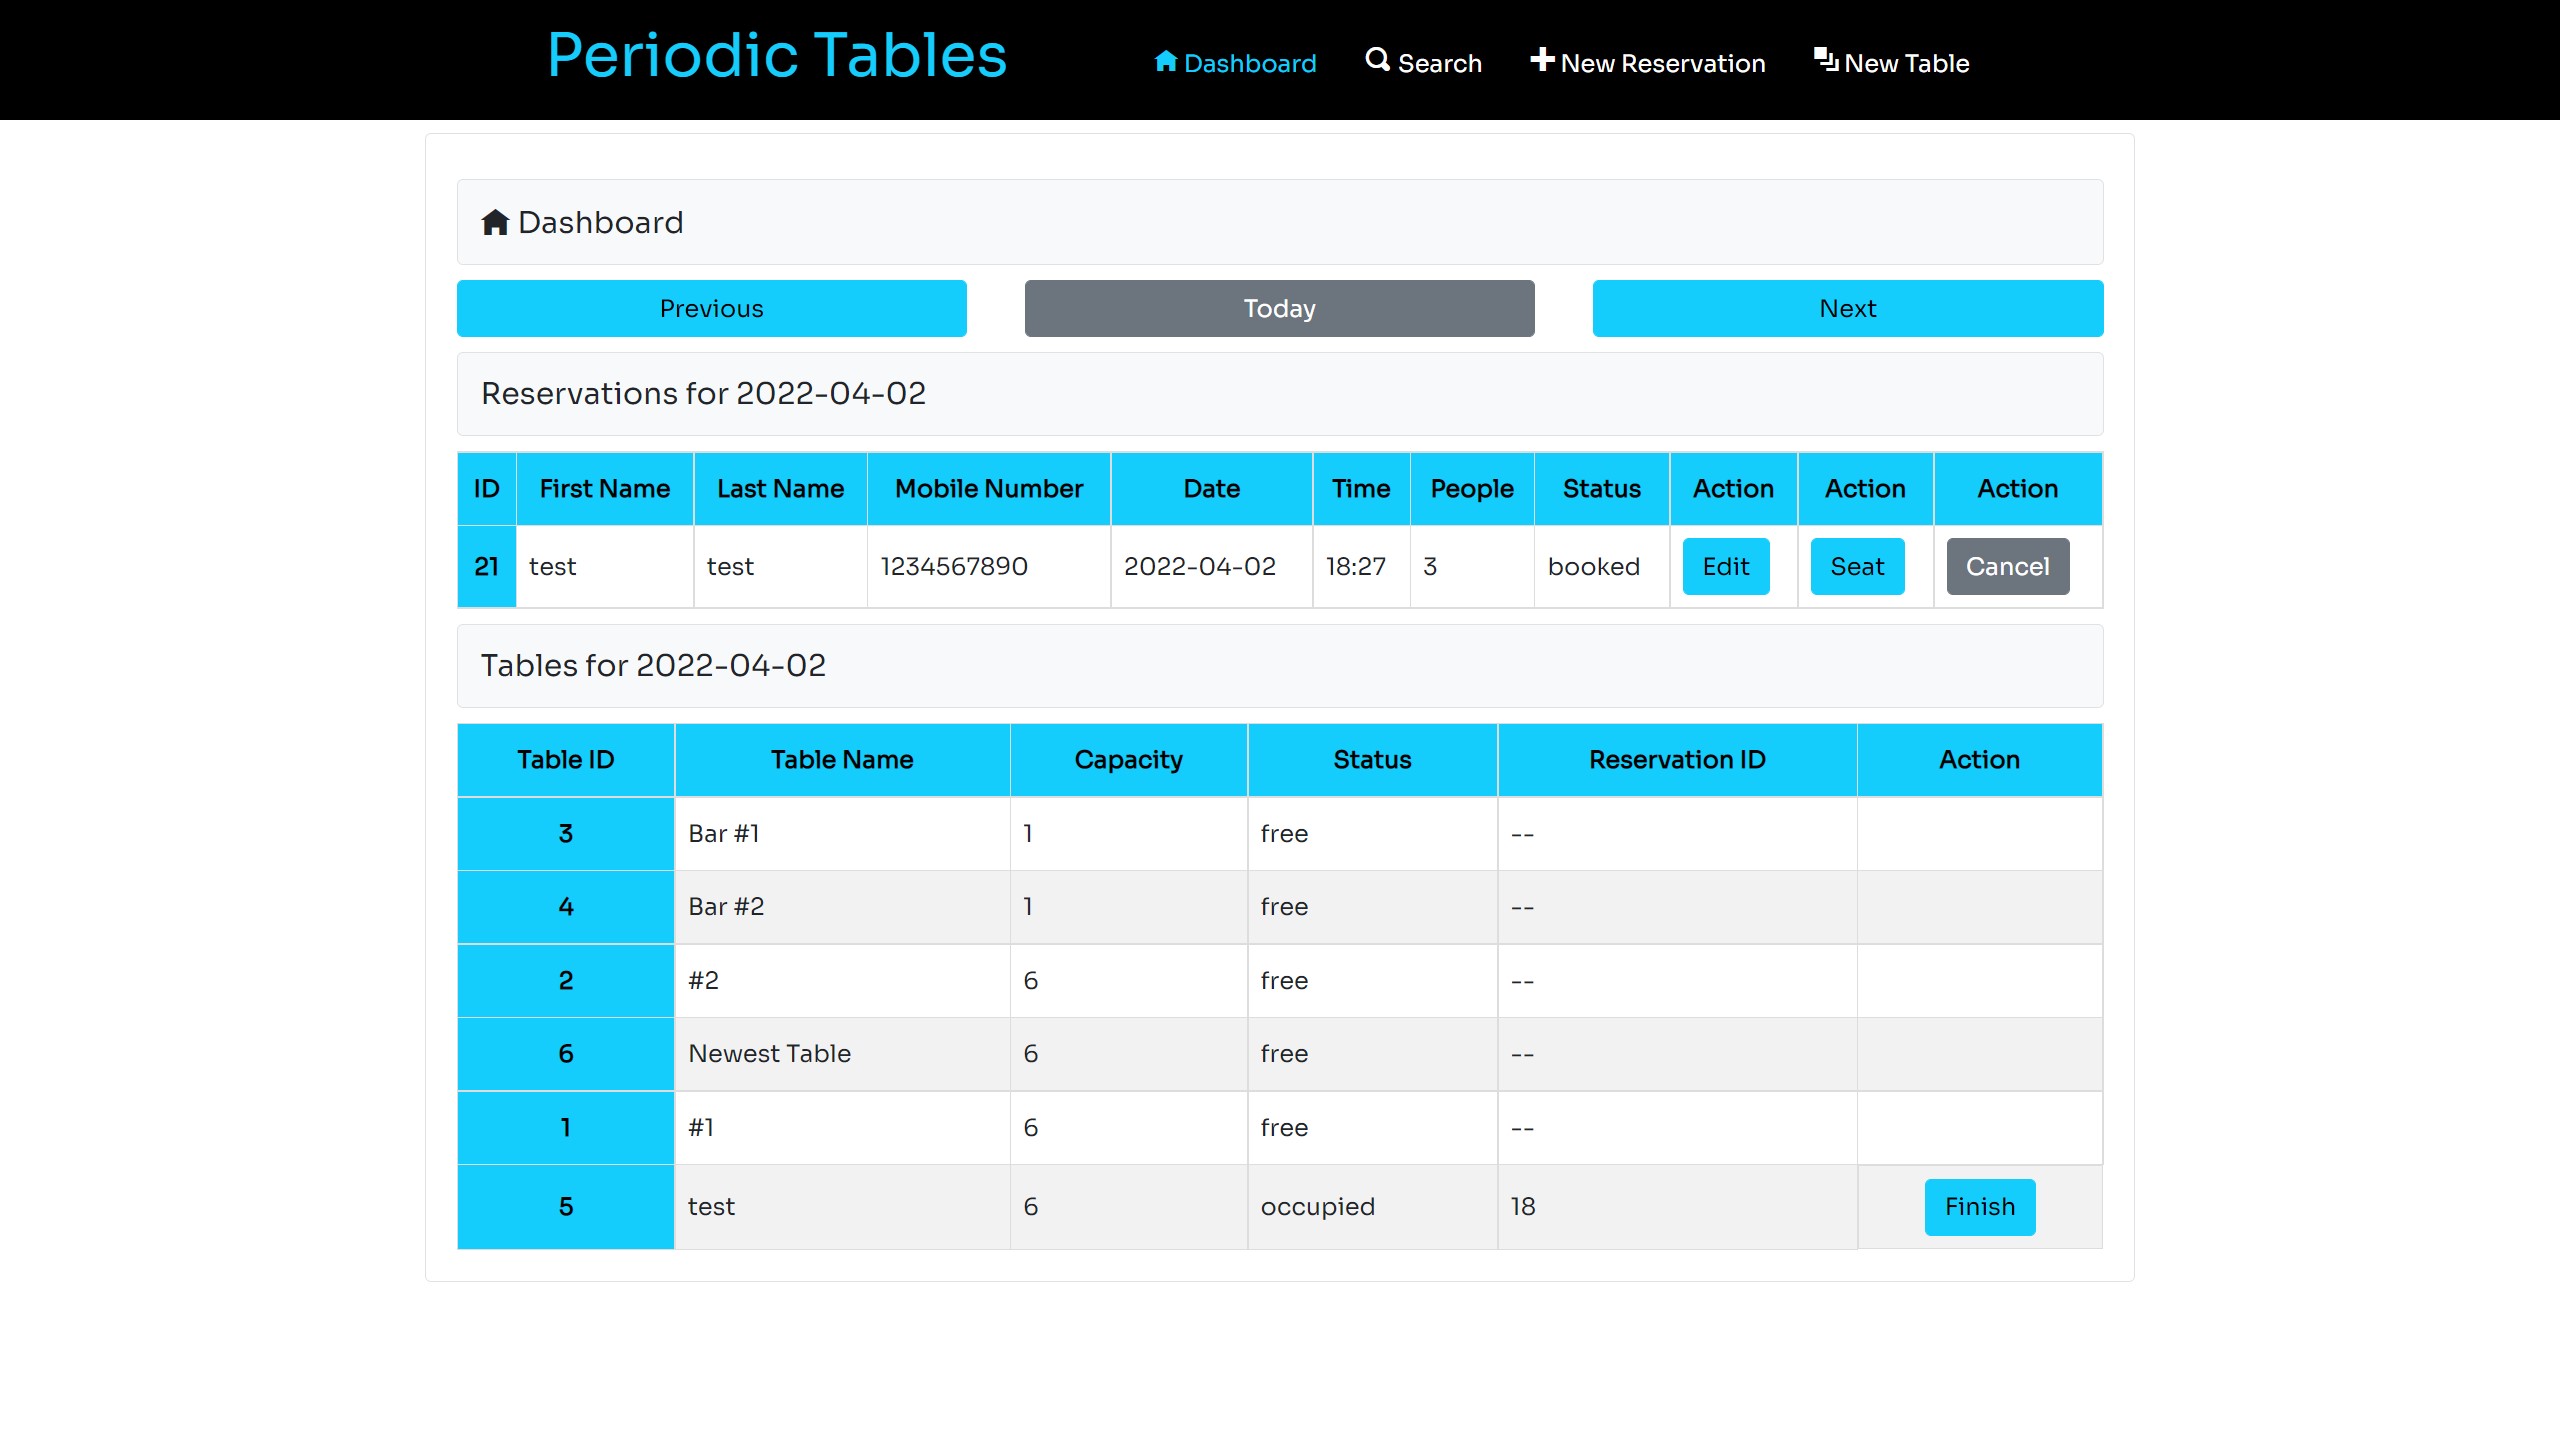 Periodic Tables
Dashboard Search New Reservation New Table
Dashboard
Previous Today Next
Reservations for 2022-04-02
ID First Name Last Name Mobile Number Date Time People Status Action Action Action
21 test test 1234567890 2022-04-02 18:27 3 booked Edit Seat Cancel
Tables for 2022-04-02
Table ID Table Name Capacity Status Reservation ID Action
3 Bar #1 1 free --
4 Bar #2 1 free --
2 #2 6 free --
6 Newest Table 6 free --
1 #1 6 free --
5 test 6 occupied 18 Finish